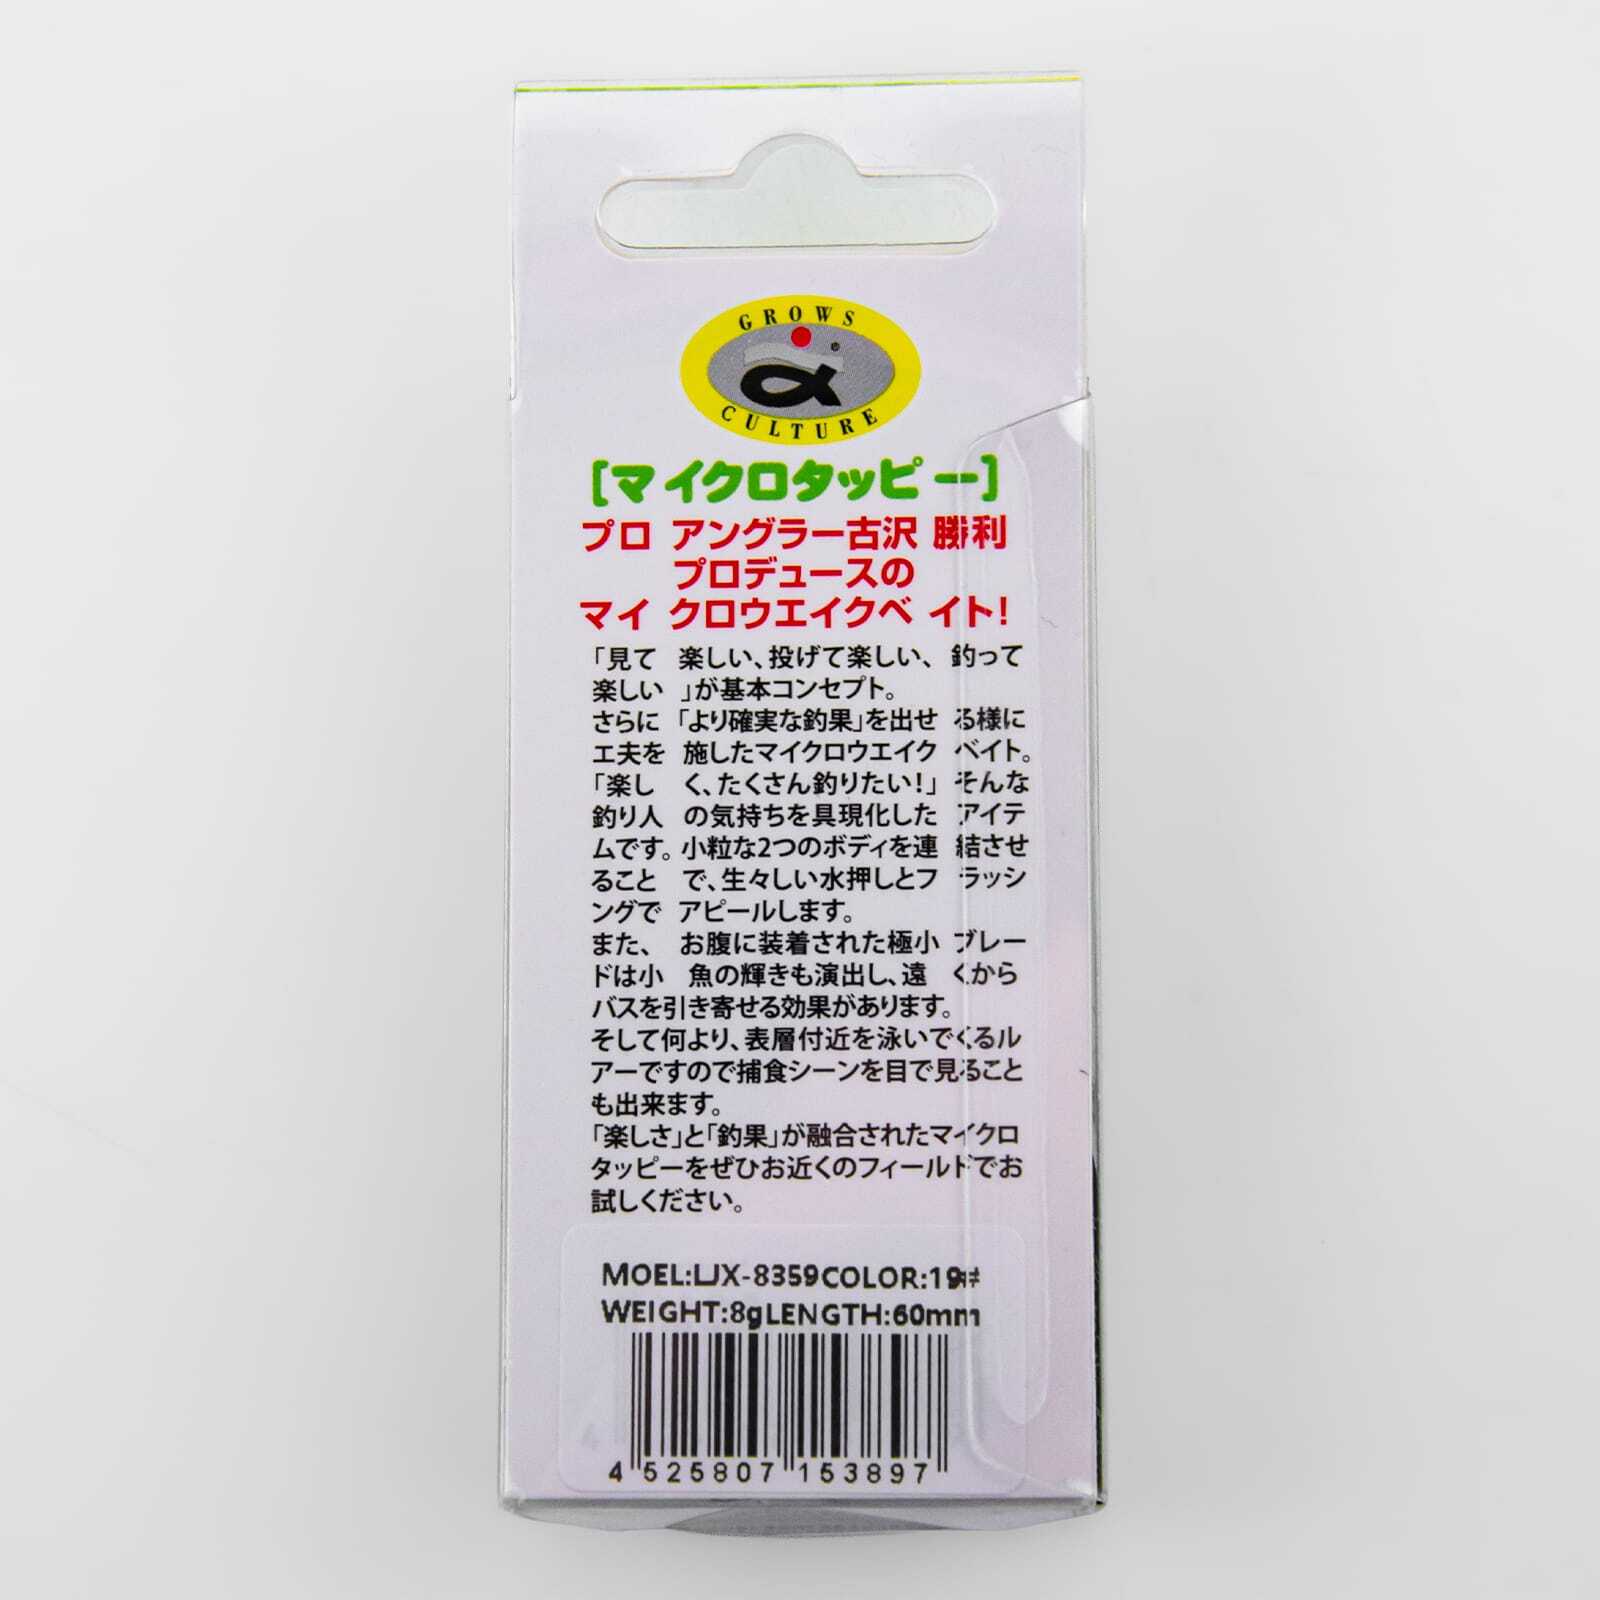 GROWS
CULTURE
[マイクロタッピー]
プロ アングラー古沢 勝利
プロデュースの
マイ クロウエイクベ イト!
「見て 楽しい、投げて楽しい、釣って
楽しい 」が基本コンセプト。
さらに 「より確実な釣果」を出せ る様に
工夫を 施したマイクロウエイク ベイト。
「楽し く、たくさん釣りたい!」 そんな
釣り人 の気持ちを具現化した アイテ
ムです。小粒な2つのボディを連 結させ
ること で、生々しい水押しとフ ラッシ
ングで アピールします。
また、 お腹に装着された極小 ブレー
ドは小 魚の輝きも演出し、遠 くから
バスを引き寄せる効果があります。
そして何より、表層付近を泳いでくるル
アーですので捕食シーンを目で見ること
も出来ます。
「楽しさ」と「釣果」が融合されたマイクロ
タッピーをぜひお近くのフィールドでお
試しください。
MOEL:LJX-8359COLOR:19#
WEIGHT:8gLENGTH:60mm
4 525807 153897